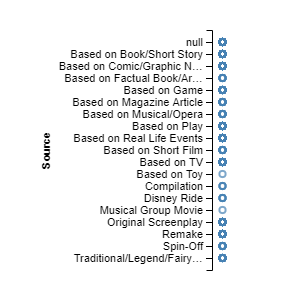 Source
null
Based on Book/Short Story
Based on Comic/Graphic N…
Based on Factual Book/Ar…
Based on Game
Based on Magazine Article
Based on Musical/Opera
Based on Play
Based on Real Life Events
Based on Short Film
Based on TV
Based on Toy
Compilation
Disney Ride
Musical Group Movie
Original Screenplay
Remake
Spin-Off
Traditional/Legend/Fairy…